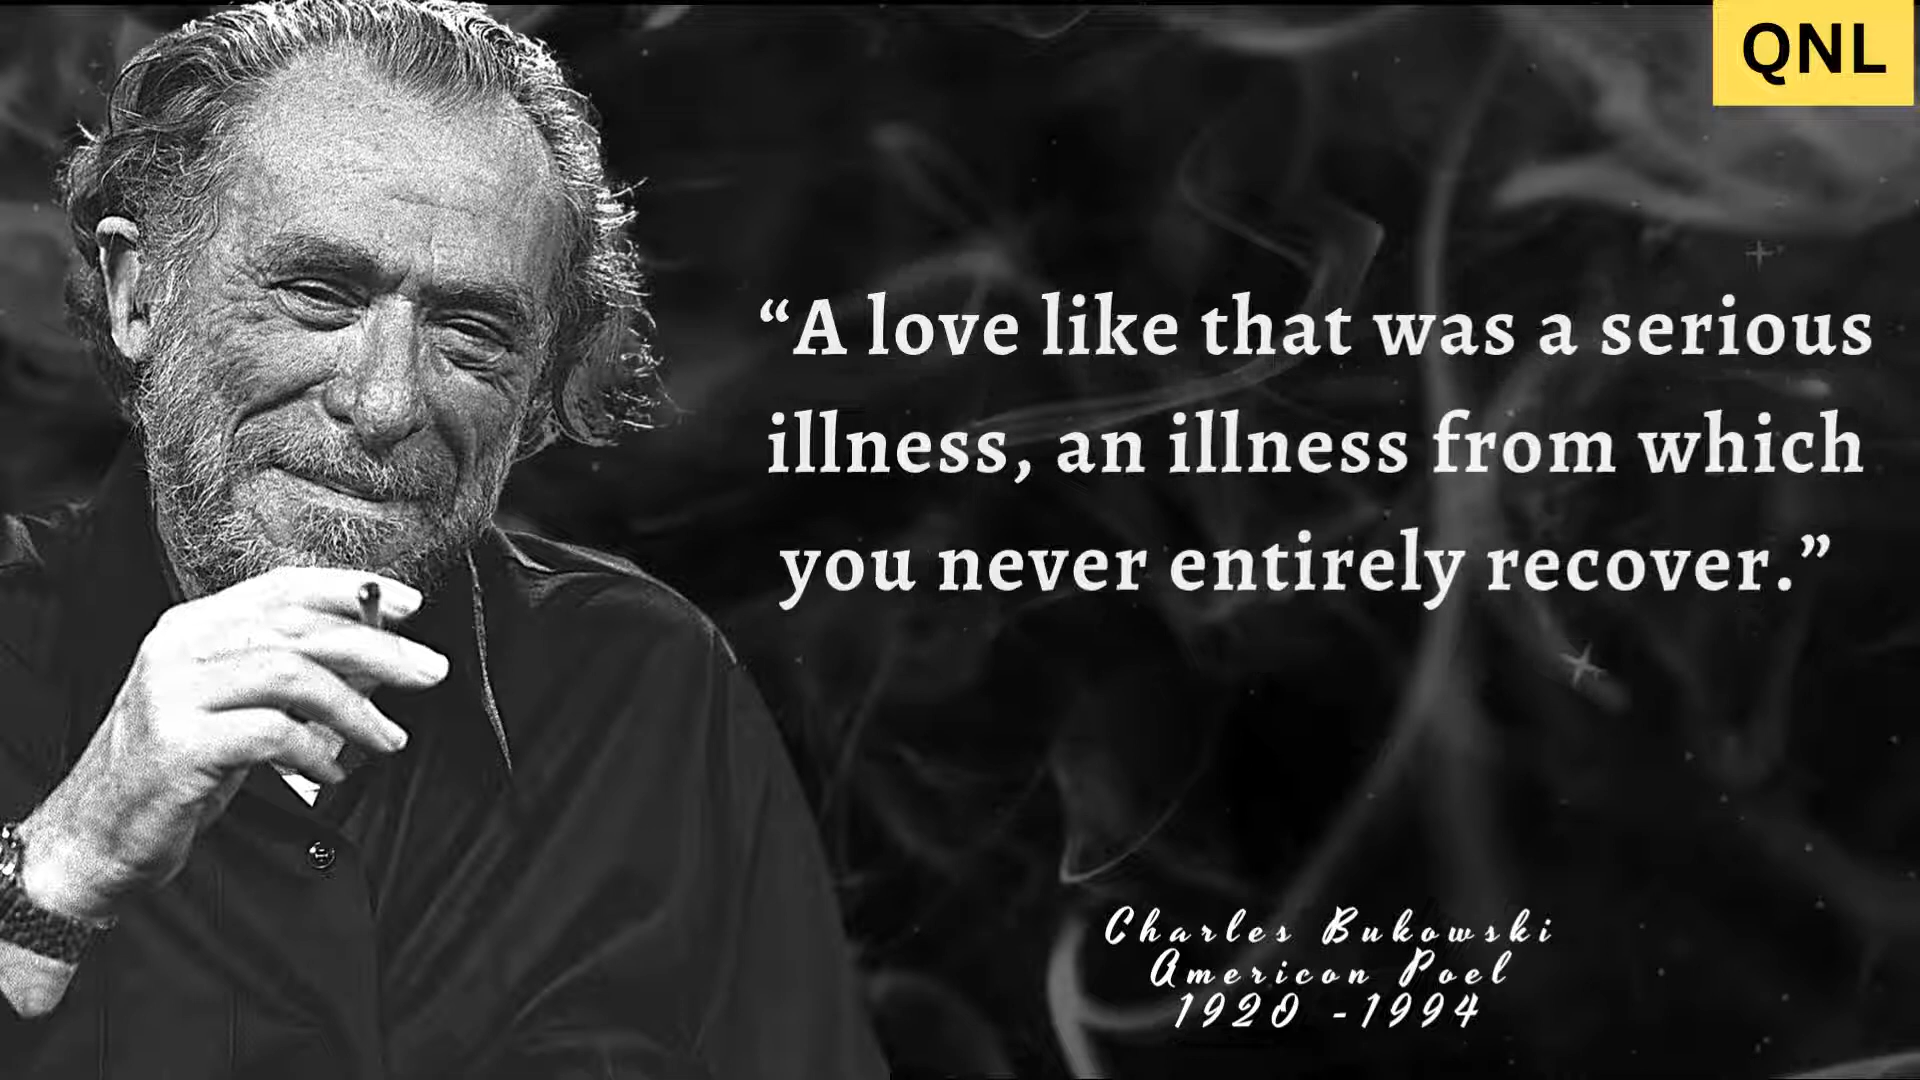 QNL
“A love like that was a serious
illness, an illness from which
you never entirely recover.”
Charles Bukowski
American Poel
1920 -1994